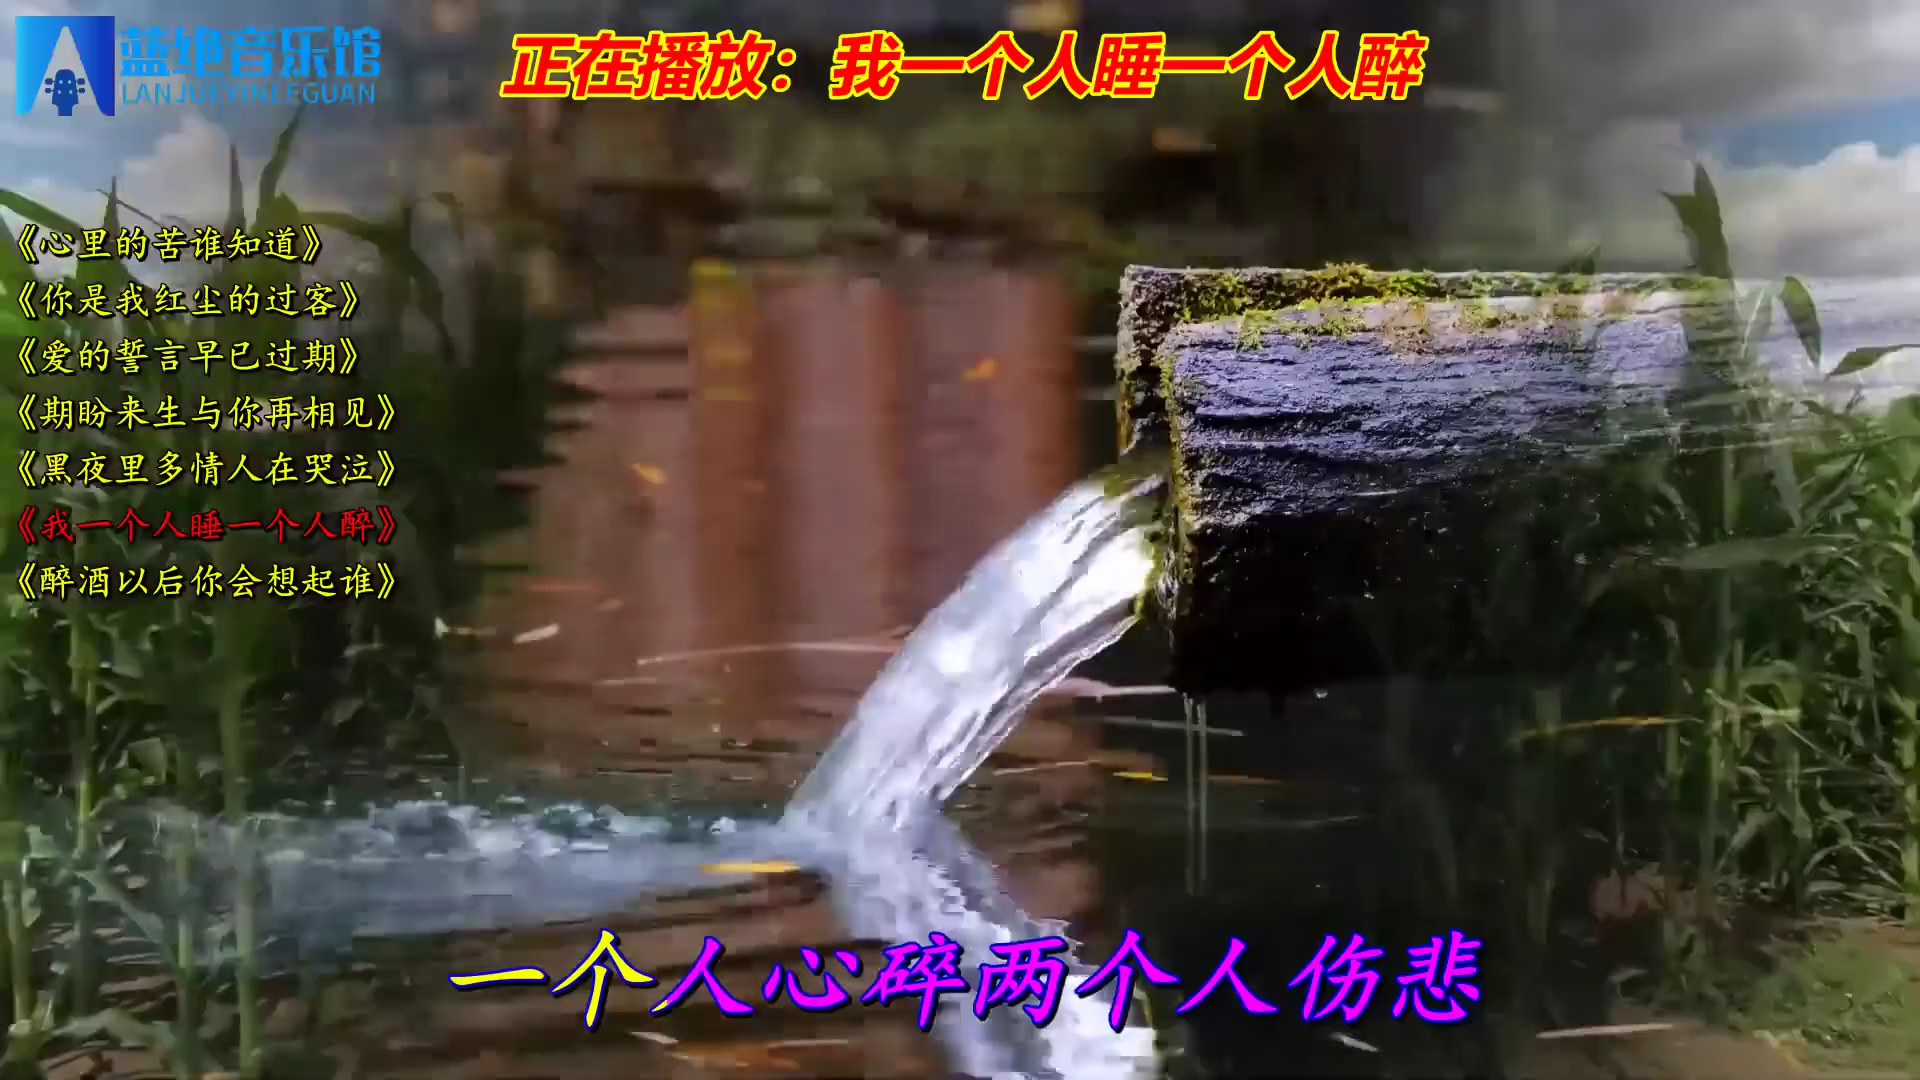 蓝绝音乐馆
LANJUEYINLEGUAN
正在播放：我一个人睡一个人醉
《心里的苦谁知道》
《你是我红尘的过客》
《爱的誓言早已过期》
《期盼来生与你再相见》
《黑夜里多情人在哭泣》
《我一个人睡一个人醉》
《醉酒以后你会想起谁》
一个人心碎两个人伤悲